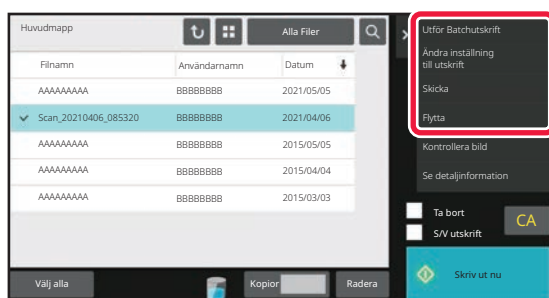 Huvudmapp
Alla Filer
Filnamn Användarnamn Datum
AAAAAAAAA BBBBBBBB 2021/05/05
Scan_20210406_085320 BBBBBBBB 2021/04/06
AAAAAAAAA BBBBBBBB 2015/05/05
AAAAAAAAA BBBBBBBB 2015/04/04
AAAAAAAAA BBBBBBBB 2015/03/03
Välj alla
Kopior
Radera
Utför Batchutskrift
Ändra inställning
till utskrift
Skicka
Flytta
Kontrollera bild
Se detaljinformation
Ta bort
S/V utskrift
CA
Skriv ut nu